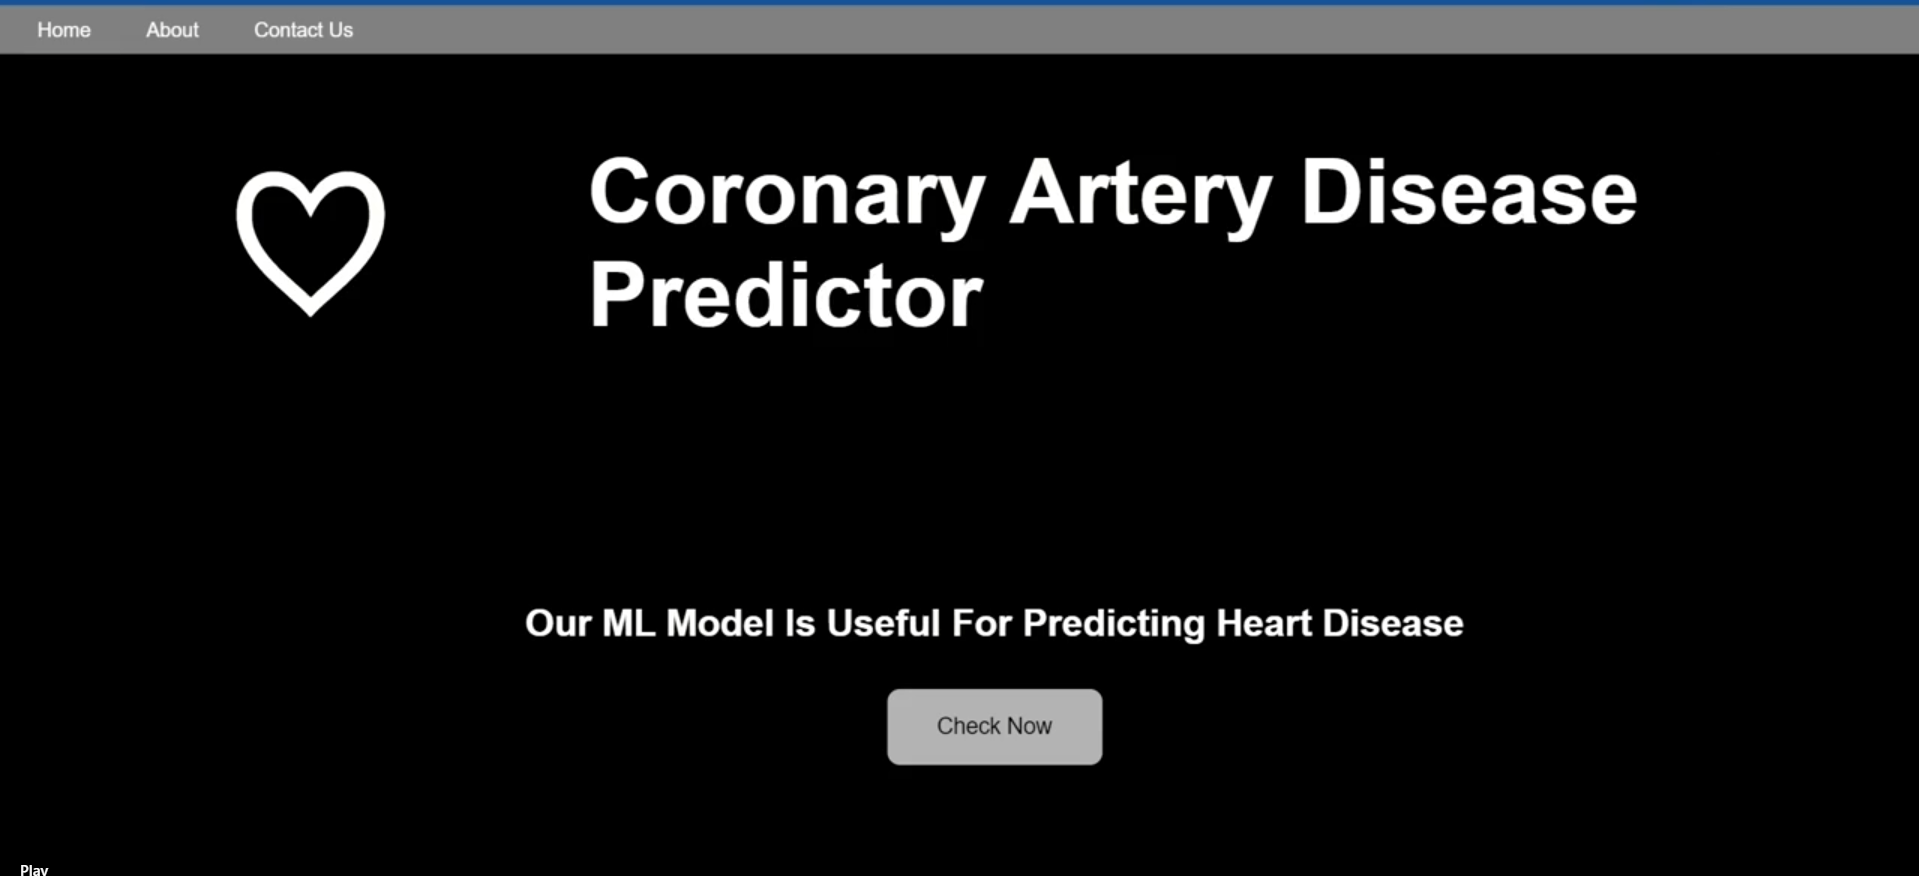 Home About Contact Us
Coronary Artery Disease
Predictor
Our ML Model Is Useful For Predicting Heart Disease
Check Now
Play